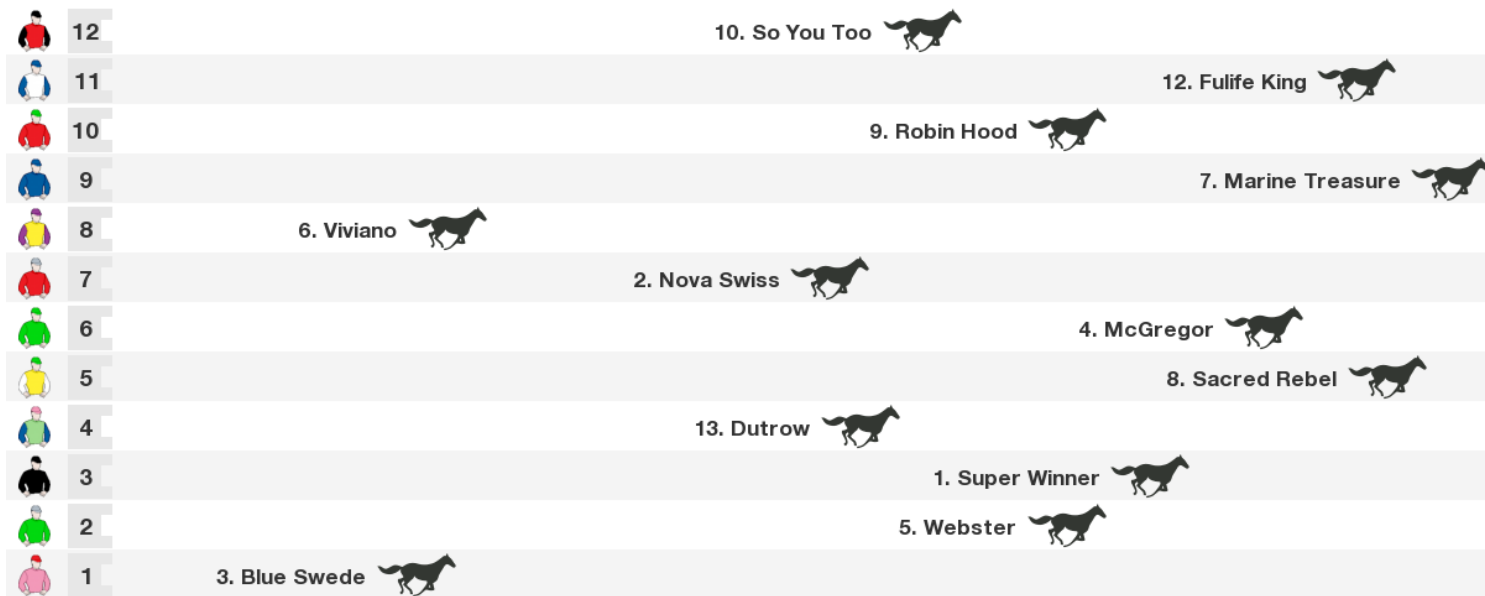 12 10. So You Too
11 12. Fulife King
10 9. Robin Hood
9 7. Marine Treasure
8 6. Viviano
7 2. Nova Swiss
6 4. McGregor
5 8. Sacred Rebel
4 13. Dutrow
3 1. Super Winner
2 5. Webster
1 3. Blue Swede